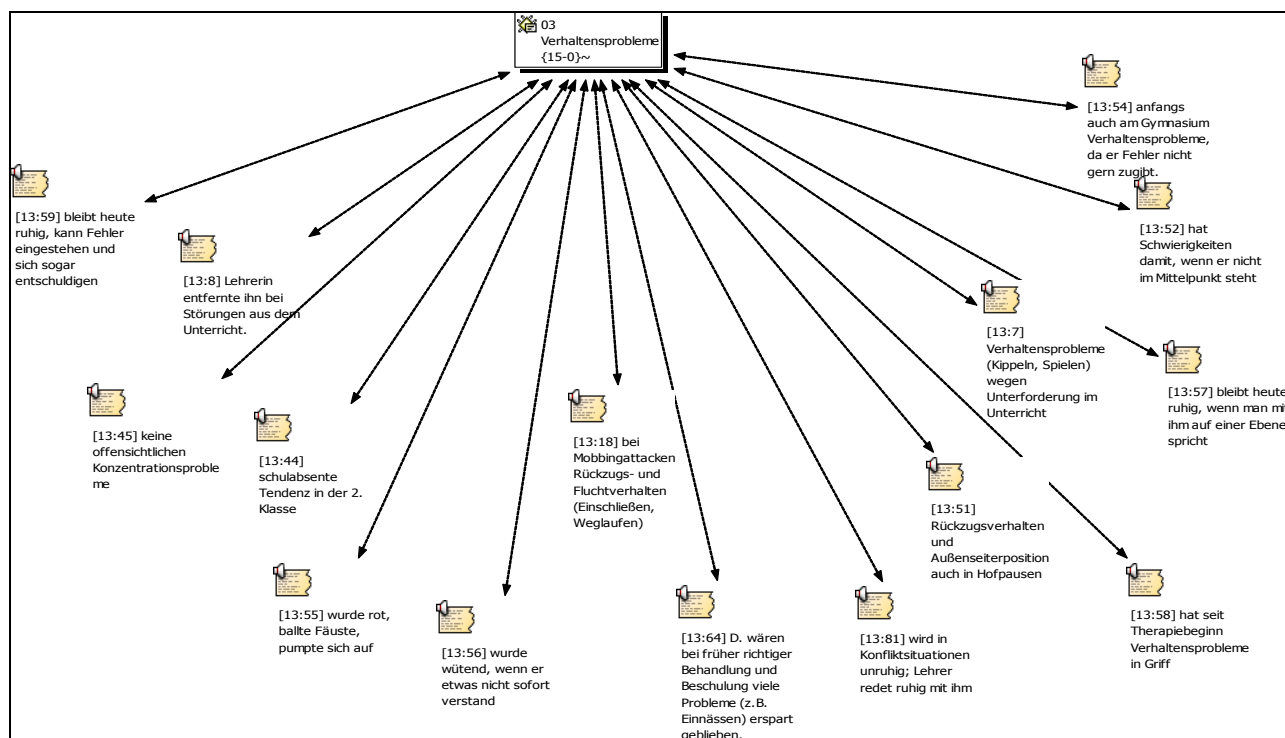 03
Verhaltensprobleme
{15-0}~
[13:54] anfangs
auch am Gymnasium
Verhaltensprobleme,
da er Fehler nicht
gern zugibt.
[13:59] bleibt heute
ruhig, kann Fehler
eingestehen und
sich sogar
entschuldigen
[13:8] Lehrerin
entfernte ihn bei
Störungen aus dem
Unterricht.
[13:52] hat
Schwierigkeiten
damit, wenn er nicht
im Mittelpunkt steht
[13:7]
Verhaltensprobleme
(Kippeln, Spielen)
wegen
Unterforderung im
Unterricht
[13:57] bleibt heute
ruhig, wenn man mit
ihm auf einer Ebene
spricht
[13:45] keine
offensichtlichen
Konzentrationsproble
me
[13:44]
schulabsente
Tendenz in der 2.
Klasse
[13:18] bei
Mobbingattacken
Rückzugs- und
Fluchtverhalten
(Einschließen,
Weglaufen)
[13:51]
Rückzugsverhalten
und
Außenseiterposition
auch in Hofpausen
[13:55] wurde rot,
ballte Fäuste,
pumpte sich auf
[13:56] wurde
wütend, wenn er
etwas nicht sofort
verstand
[13:64] D. wären
bei früher richtiger
Behandlung und
Beschulung viele
Probleme (z.B.
Einnässen) erspart
geblieben.
[13:81] wird in
Konfliktsituationen
unruhig; Lehrer
redet ruhig mit ihm
[13:58] hat seit
Therapiebeginn
Verhaltensprobleme
in Griff